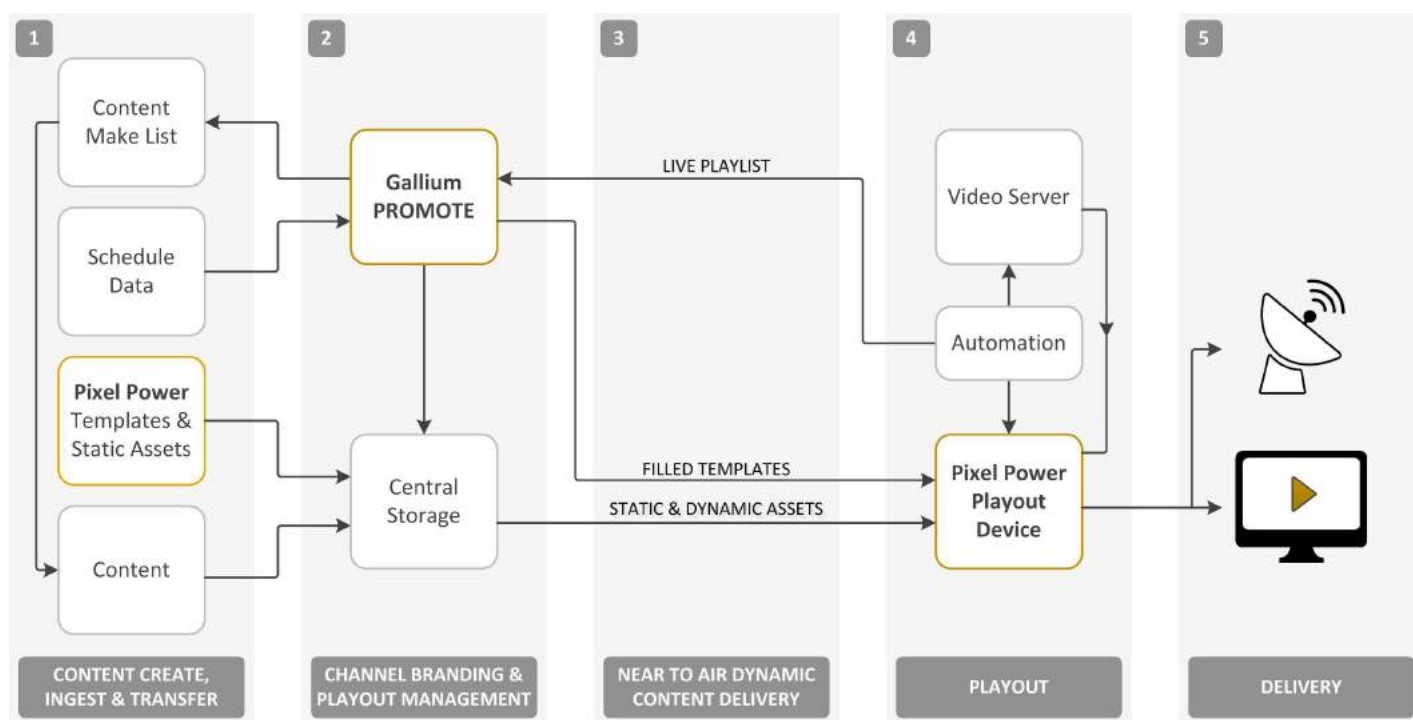 1
Content
Make List
Schedule
Data
Pixel Power
Templates &
Static Assets
Content
CONTENT CREATE,
INGEST & TRANSFER
2
Gallium
PROMOTE
Central
Storage
CHANNEL BRANDING &
PLAYOUT MANAGEMENT
3
LIVE PLAYLIST
FILLED TEMPLATES
STATIC & DYNAMIC ASSETS
NEAR TO AIR DYNAMIC
CONTENT DELIVERY
4
Video Server
Automation
Pixel Power
Playout
Device
PLAYOUT
5
DELIVERY